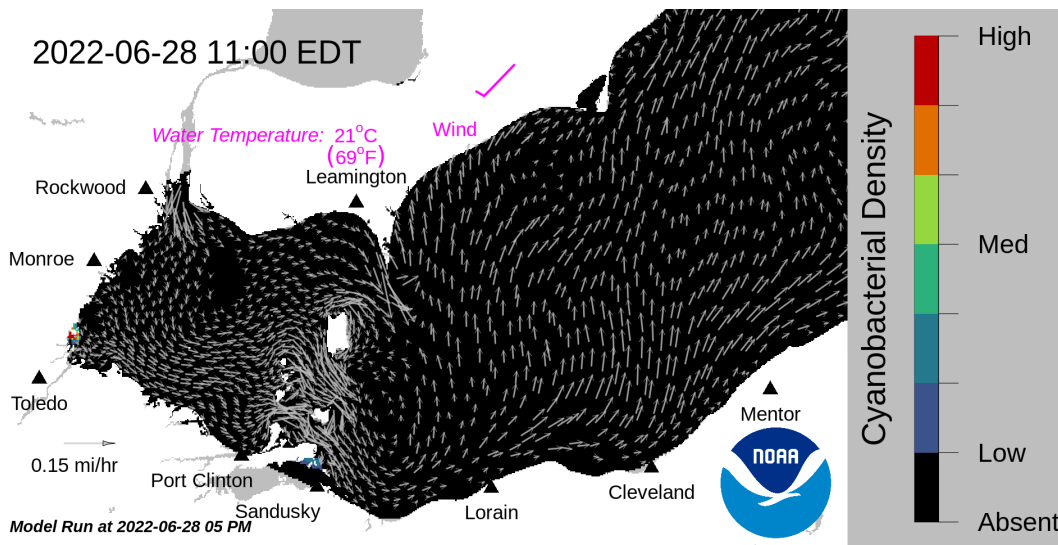 2022-06-28 11:00 EDT
High
Wind
Water Temperature: 21°C
(69°F)
Leamington
Rockwood
Monroe
Med
Cyanobacterial Density
Toledo
Mentor
0.15 mi/hr
NOAA
Low
Port Clinton
Cleveland
Sandusky
Lorain
Model Run at 2022-06-28 05 PM
Absent